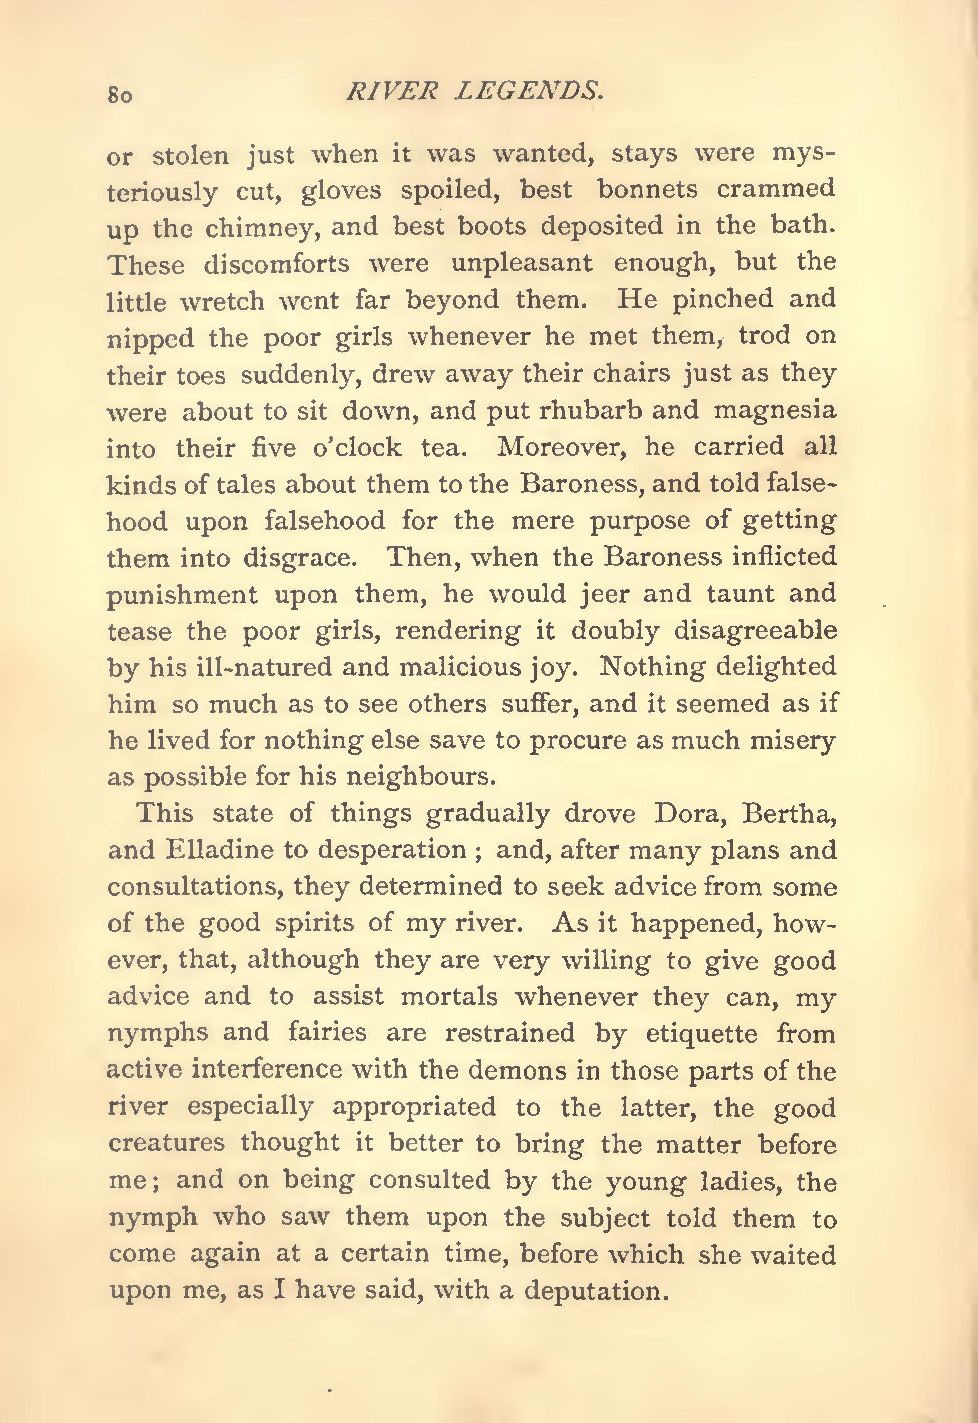 80 RIVER LEGENDS.
or stolen just when it was wanted, stays were mys-
teriously cut, gloves spoiled, best bonnets crammed
up the chimney, and best boots deposited in the bath.
These discomforts were unpleasant enough, but the
little wretch went far beyond them. He pinched and
nipped the poor girls whenever he met them, trod on
their toes suddenly, drew away their chairs just as they
were about to sit down, and put rhubarb and magnesia
into their five o'clock tea. Moreover, he carried all
kinds of tales about them to the Baroness, and told false-
hood upon falsehood for the mere purpose of getting
them into disgrace. Then, when the Baroness inflicted
punishment upon them, he would jeer and taunt and
tease the poor girls, rendering it doubly disagreeable
by his ill-natured and malicious joy. Nothing delighted
him so much as to see others suffer, and it seemed as if
he lived for nothing else save to procure as much misery
as possible for his neighbours.
This state of things gradually drove Dora, Bertha,
and Elladine to desperation ; and, after many plans and
consultations, they determined to seek advice from some
of the good spirits of my river. As it happened, how-
ever, that, although they are very willing to give good
advice and to assist mortals whenever they can, my
nymphs and fairies are restrained by etiquette from
active interference with the demons in those parts of the
river especially appropriated to the latter, the good
creatures thought it better to bring the matter before
me; and on being consulted by the young ladies, the
nymph who saw them upon the subject told them to
come again at a certain time, before which she waited
upon me, as I have said, with a deputation.